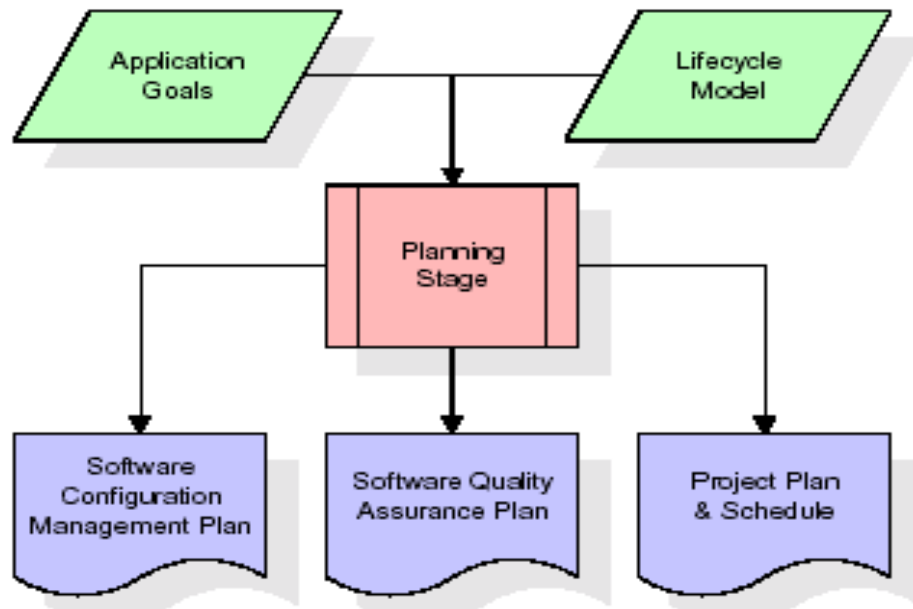 Application
Goals
Lifecycle
Model
Planning
Stage
Software
Configuration
Management Plan
Software Quality
Assurance Plan
Project Plan
& Schedule